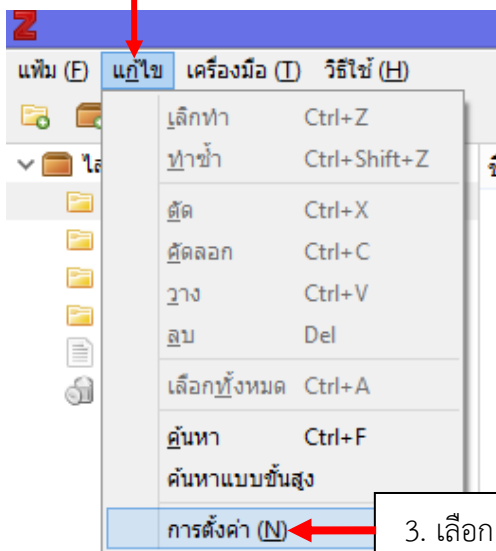 Z
แฟ้ม (F) แก้ไข เครื่องมือ (T) วิธีใช้ (H)
เลิกทำ Ctrl+Z
ทำซ้ำ Ctrl+Shift+Z
ตัด Ctrl+X
คัดลอก Ctrl+C
วาง Ctrl+V
ลบ Del
เลือกทั้งหมด Ctrl+A
ค้นหา Ctrl+F
ค้นหาแบบขั้นสูง
การตั้งค่า (N) 3. เลือก